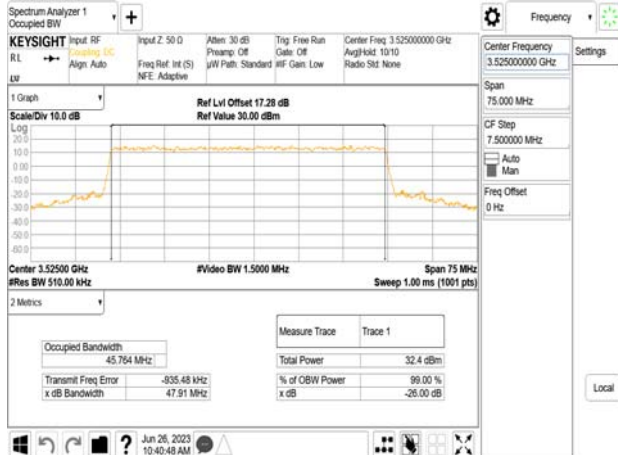 Spectrum Analyzer 1
Occupied BW
+
Frequency
KEYSIGHT
Input: RF
Coupling: DC
Align: Auto
Input Z: 50 Ω
Freq Ref: Int (S)
NFE: Adaptive
Atten: 30 dB
Preamp: Off
µW Path: Standard
Trig: Free Run
Gate: Off
#IF Gain: Low
Center Freq: 3.525000000 GHz
Avg|Hold: 10/10
Radio Std: None
RL
LXI
1 Graph
Scale/Div 10.0 dB
Ref Lvl Offset 17.28 dB
Ref Value 30.00 dBm
Log
20.0
10.0
0.00
-10.0
-20.0
-30.0
-40.0
-50.0
-60.0
Center 3.52500 GHz
#Res BW 510.00 kHz
#Video BW 1.5000 MHz
Span 75 MHz
Sweep 1.00 ms (1001 pts)
2 Metrics
Measure Trace Trace 1
Occupied Bandwidth
45.764 MHz
Total Power 32.4 dBm
Transmit Freq Error -935.48 kHz
% of OBW Power 99.00 %
x dB Bandwidth 47.91 MHz
x dB -26.00 dB
Center Frequency
3.525000000 GHz
Settings
Span
75.000 MHz
CF Step
7.500000 MHz
Auto
Man
Freq Offset
0 Hz
Local
?
Jun 26, 2023
10:40:48 AM